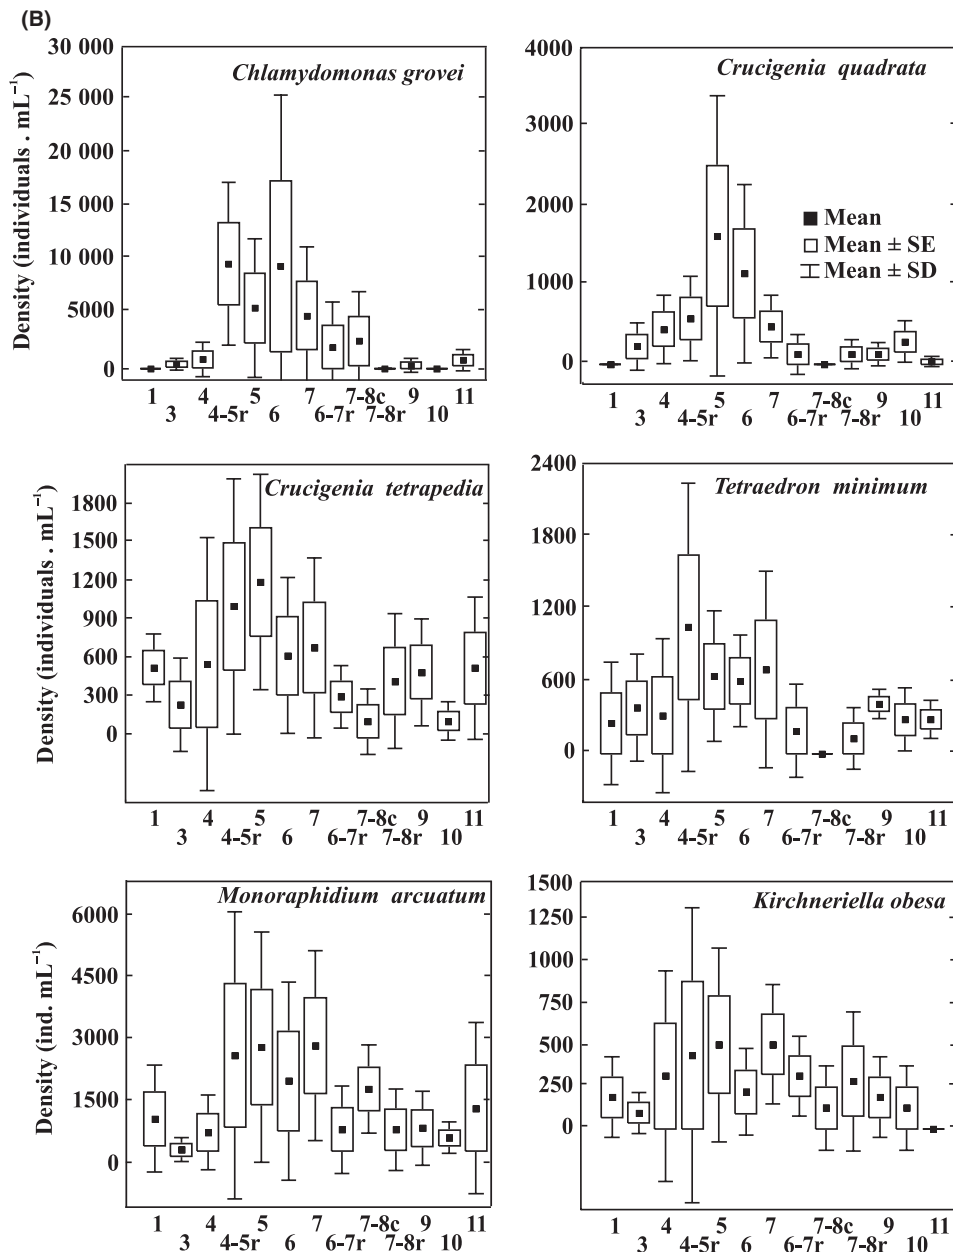 (B)
30 000
25 000
20 000
15 000
10 000
5000
0
Density (individuals . mL⁻¹)
Chlamydomonas grovei
1 3 4 4-5r 5 6 7 6-7r 7-8c 7-8r 9 10 11
4000
3000
2000
1000
0
Crucigenia quadrata
Mean
Mean ± SE
Mean ± SD
1 3 4 4-5r 5 6 7 6-7r 7-8c 7-8r 9 10 11
1800
1500
1200
900
600
300
0
Density (individuals . mL⁻¹)
Crucigenia tetrapedia
1 3 4 4-5r 5 6 7 6-7r 7-8c 7-8r 9 10 11
2400
1800
1200
600
0
Tetraedron minimum
1 3 4 4-5r 5 6 7 6-7r 7-8c 7-8r 9 10 11
6000
4500
3000
1500
0
Density (ind. mL⁻¹)
Monoraphidium arcuatum
1 3 4 4-5r 5 6 7 6-7r 7-8c 7-8r 9 10 11
1500
1250
1000
750
500
250
0
Kirchneriella obesa
1 3 4 4-5r 5 6 7 6-7r 7-8c 7-8r 9 10 11